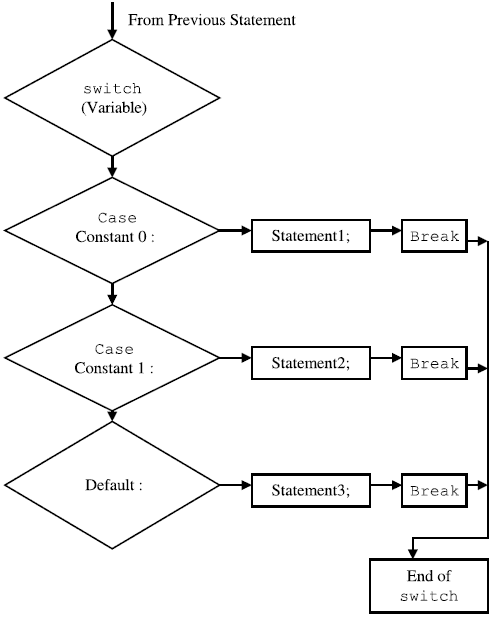 From Previous Statement
switch
(Variable)
Case
Constant 0 :
Statement1;
Break
Case
Constant 1 :
Statement2;
Break
Default :
Statement3;
Break
End of
switch